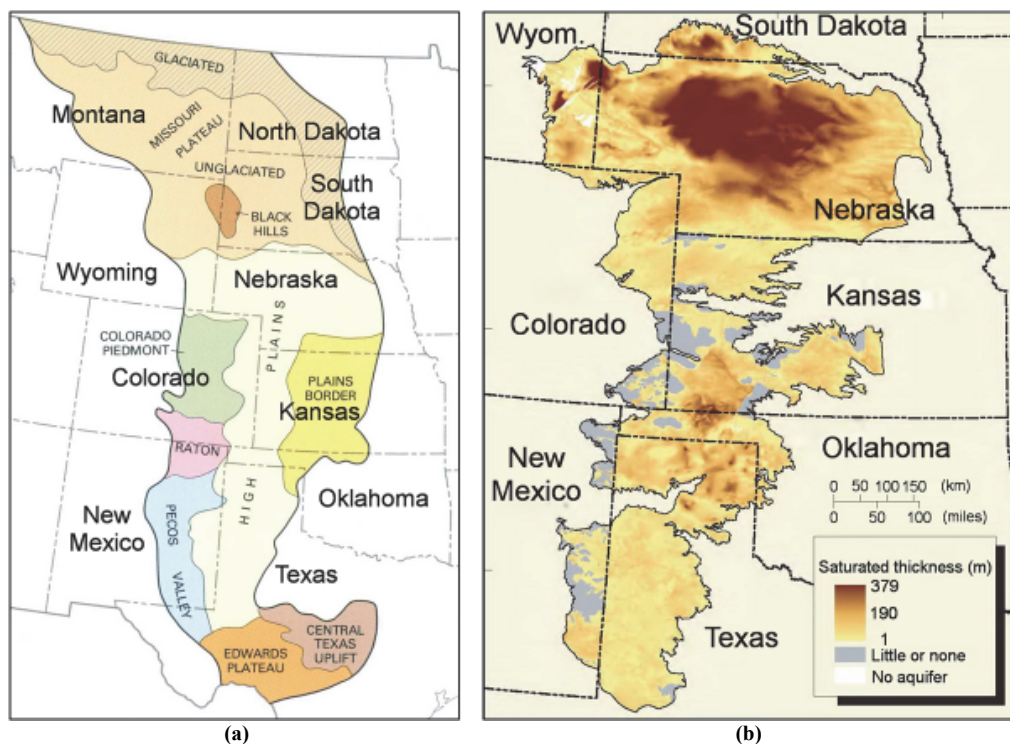 GLACIATED
Montana
MISSOURI
PLATEAU
North Dakota
UNGLACIATED
South
Dakota
BLACK
HILLS
Wyoming
Nebraska
COLORADO
PIEDMONT
Colorado
PLAINS
PLAINS
BORDER
Kansas
RATON
HIGH
New
Mexico
PECOS
VALLEY
Oklahoma
Texas
CENTRAL
TEXAS
UPLIFT
EDWARDS
PLATEAU
(a)
Wyom.
South Dakota
Nebraska
Colorado
Kansas
New
Mexico
Oklahoma
0 50 100 150 (km)
0 50 100 (miles)
Texas
Saturated thickness (m)
379
190
1
Little or none
No aquifer
(b)